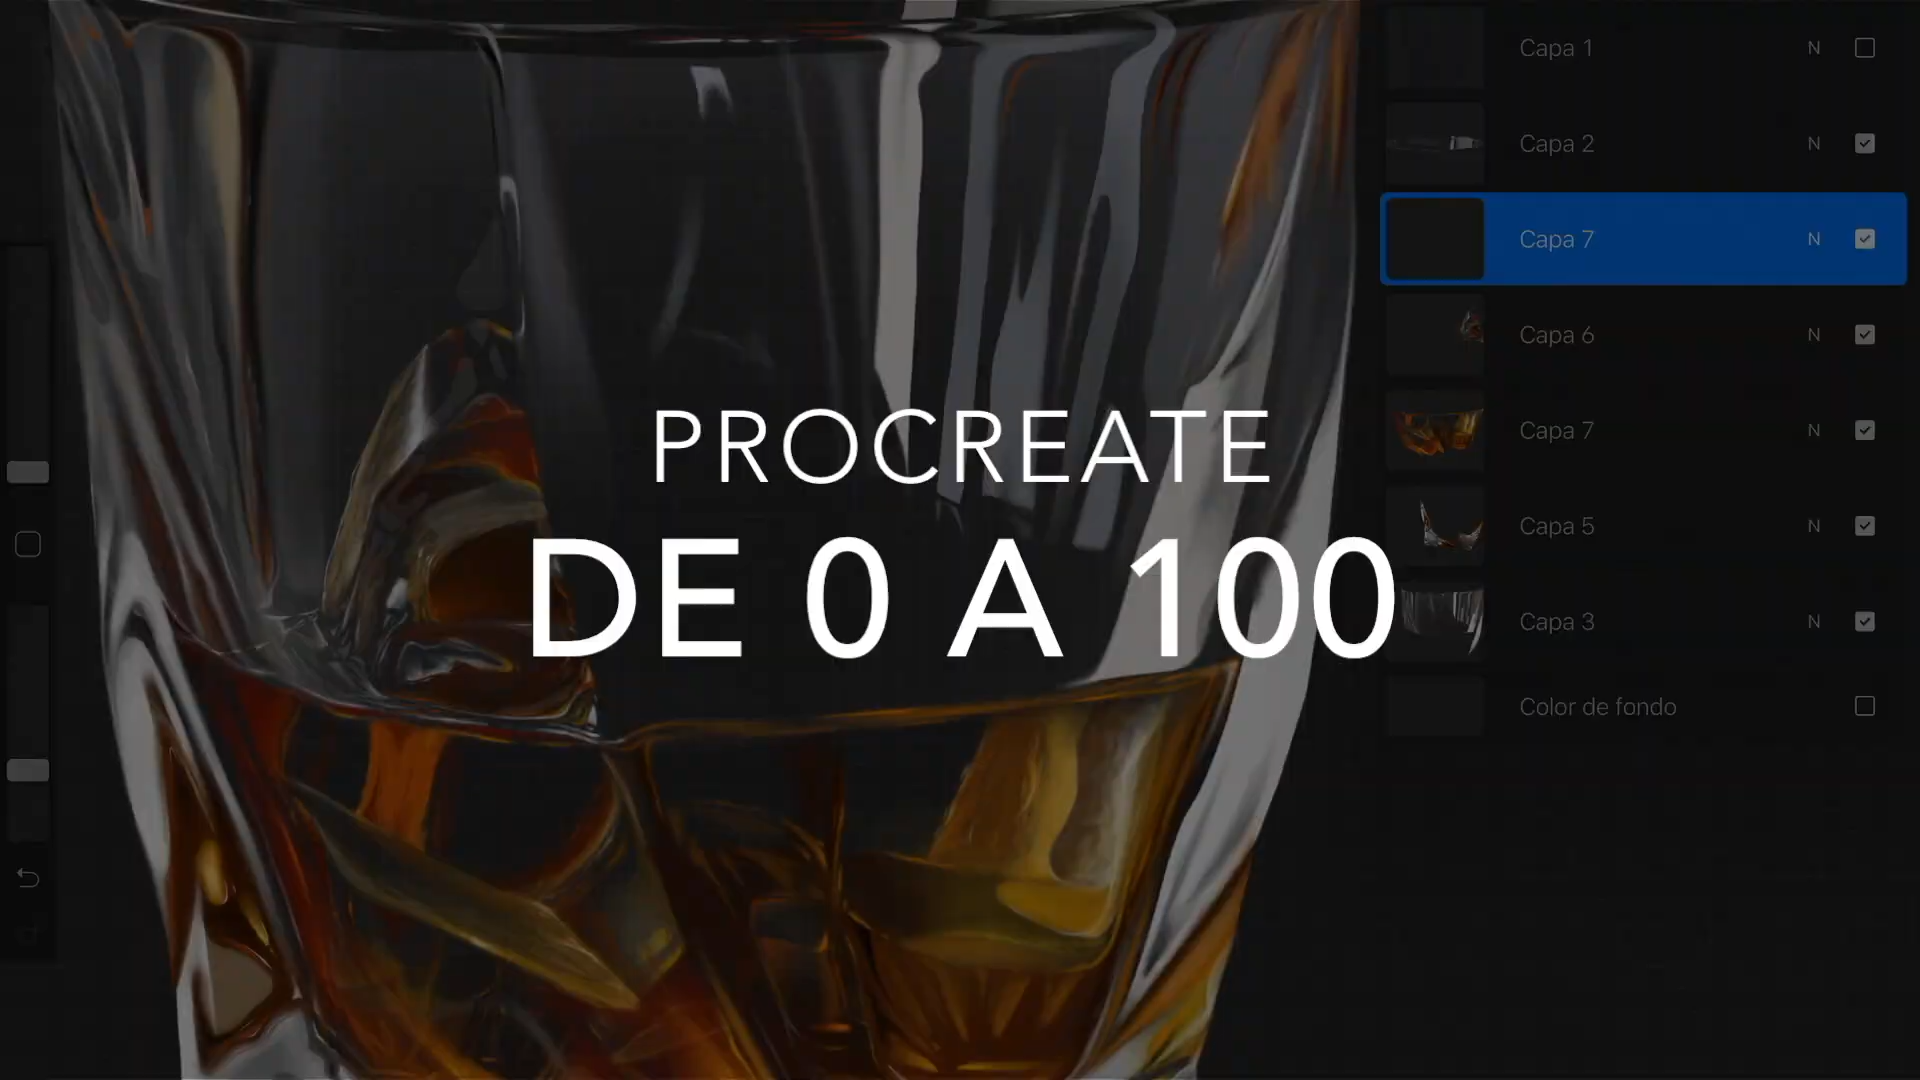 Capa 1 N
Capa 2 N
Capa 7 N
Capa 6 N
PROCREATE
Capa 7 N
DE 0 A 100
Capa 5 N
Capa 3 N
Color de fondo